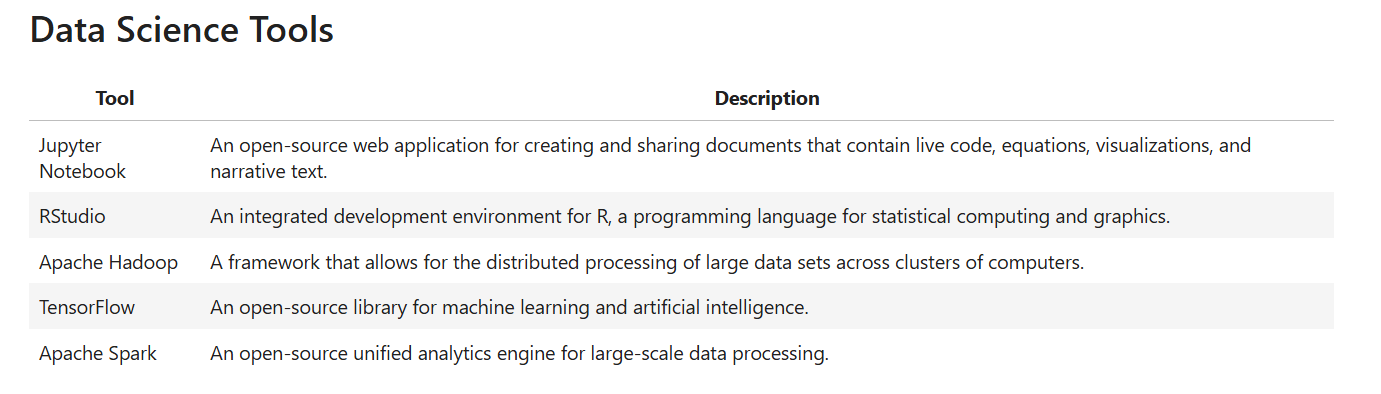 Data Science Tools
Tool Description
Jupyter Notebook An open-source web application for creating and sharing documents that contain live code, equations, visualizations, and narrative text.
RStudio An integrated development environment for R, a programming language for statistical computing and graphics.
Apache Hadoop A framework that allows for the distributed processing of large data sets across clusters of computers.
TensorFlow An open-source library for machine learning and artificial intelligence.
Apache Spark An open-source unified analytics engine for large-scale data processing.